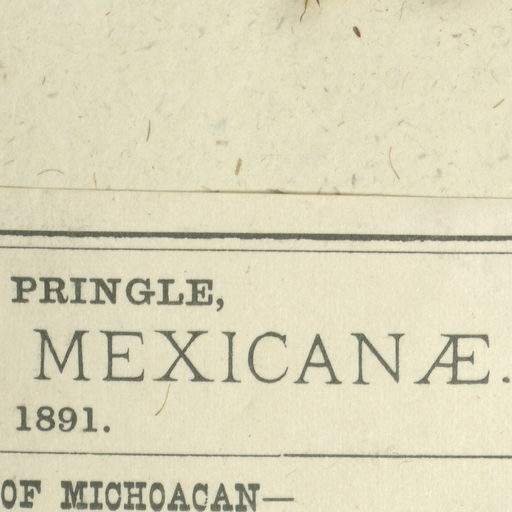 PRINGLE,
MEXICANÆ.
1891.
OF MICHOACAN—